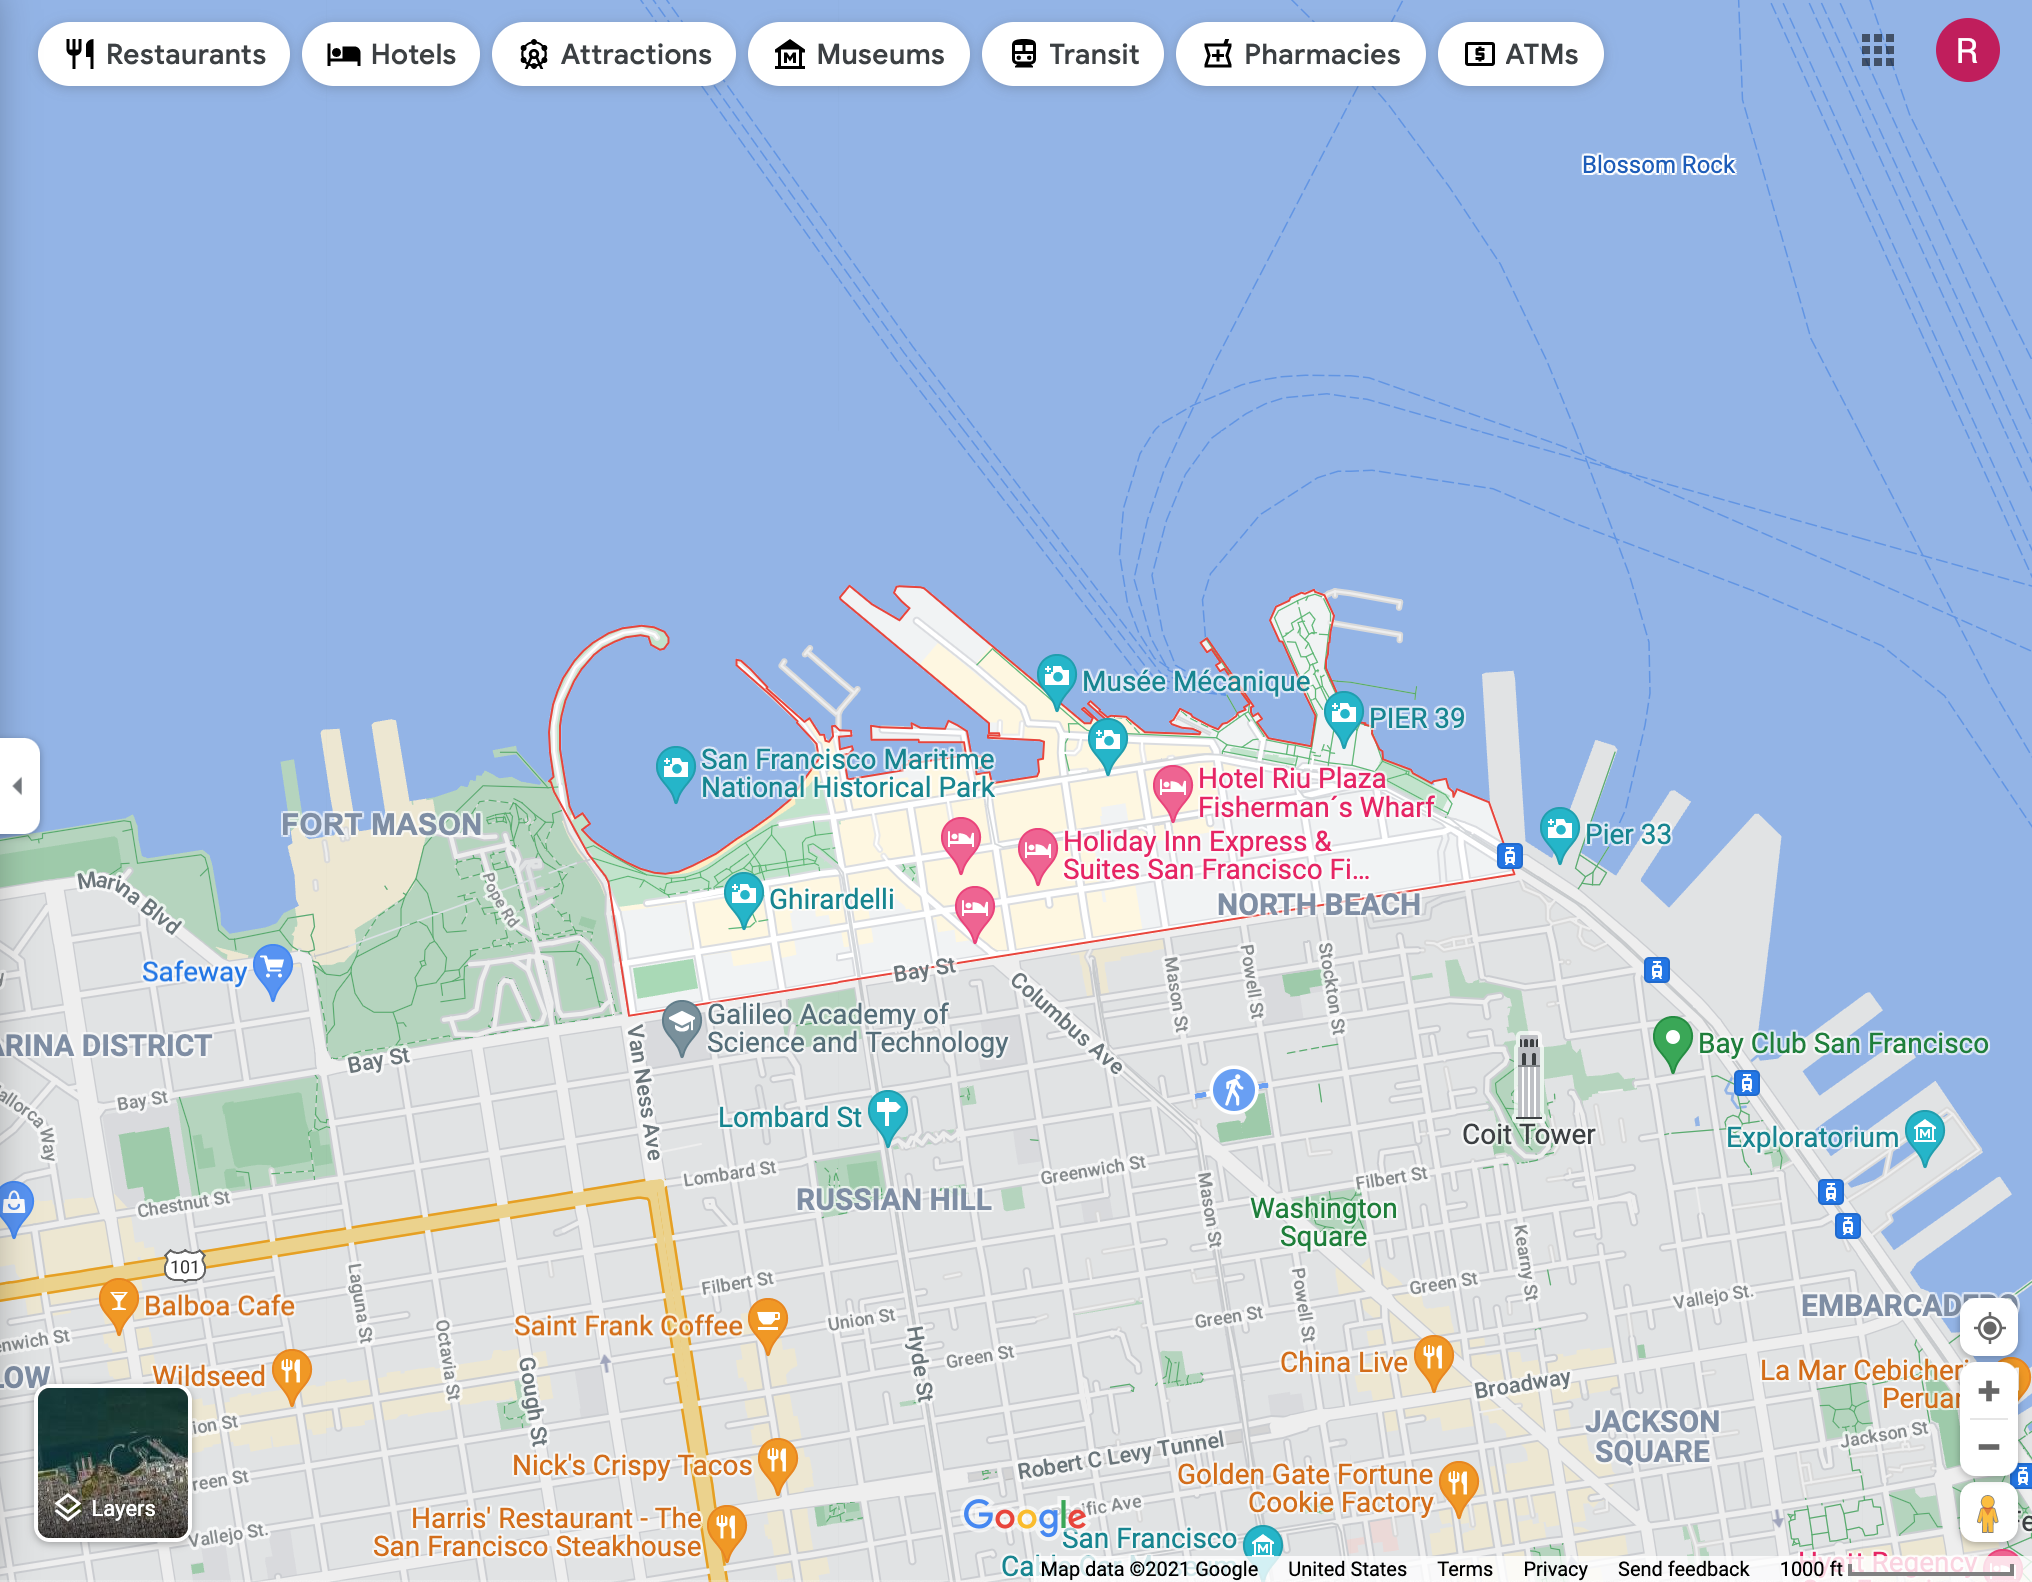 Restaurants
Hotels
Attractions
Museums
Transit
Pharmacies
ATMs
R
Blossom Rock
Musée Mécanique
PIER 39
San Francisco Maritime
National Historical Park
Hotel Riu Plaza
Fisherman´s Wharf
FORT MASON
Pier 33
Holiday Inn Express &
Suites San Francisco Fi...
Marina Blvd
Pope Rd
Ghirardelli
NORTH BEACH
Safeway
Bay St
Columbus Ave
Mason St
Powell St
Stockton St
Galileo Academy of
Science and Technology
ARINA DISTRICT
Bay St
Van Ness Ave
Bay Club San Francisco
Bay St
allorca Way
Lombard St
Coit Tower
Exploratorium
Lombard St
Greenwich St
Filbert St
Chestnut St
RUSSIAN HILL
Mason St
Washington
Square
101
Kearny St
Filbert St
Green St
Vallejo St.
Laguna St
Powell St
Balboa Cafe
EMBARCADERO
Saint Frank Coffee
Union St
Green St
enwich St
Octavia St
Hyde St
Green St
China Live
Wildseed
LOW
Gough St
Broadway
La Mar Cebicheri
Peruan
ion St
JACKSON
SQUARE
Jackson St
Robert C Levy Tunnel
Nick's Crispy Tacos
Golden Gate Fortune
Cookie Factory
reen St
Layers
Vallejo St.
Harris' Restaurant - The
San Francisco Steakhouse
Google
cific Ave
San Francisco
Ca
Hyatt Regency
Map data ©2021 Google
United States
Terms
Privacy
Send feedback
1000 ft